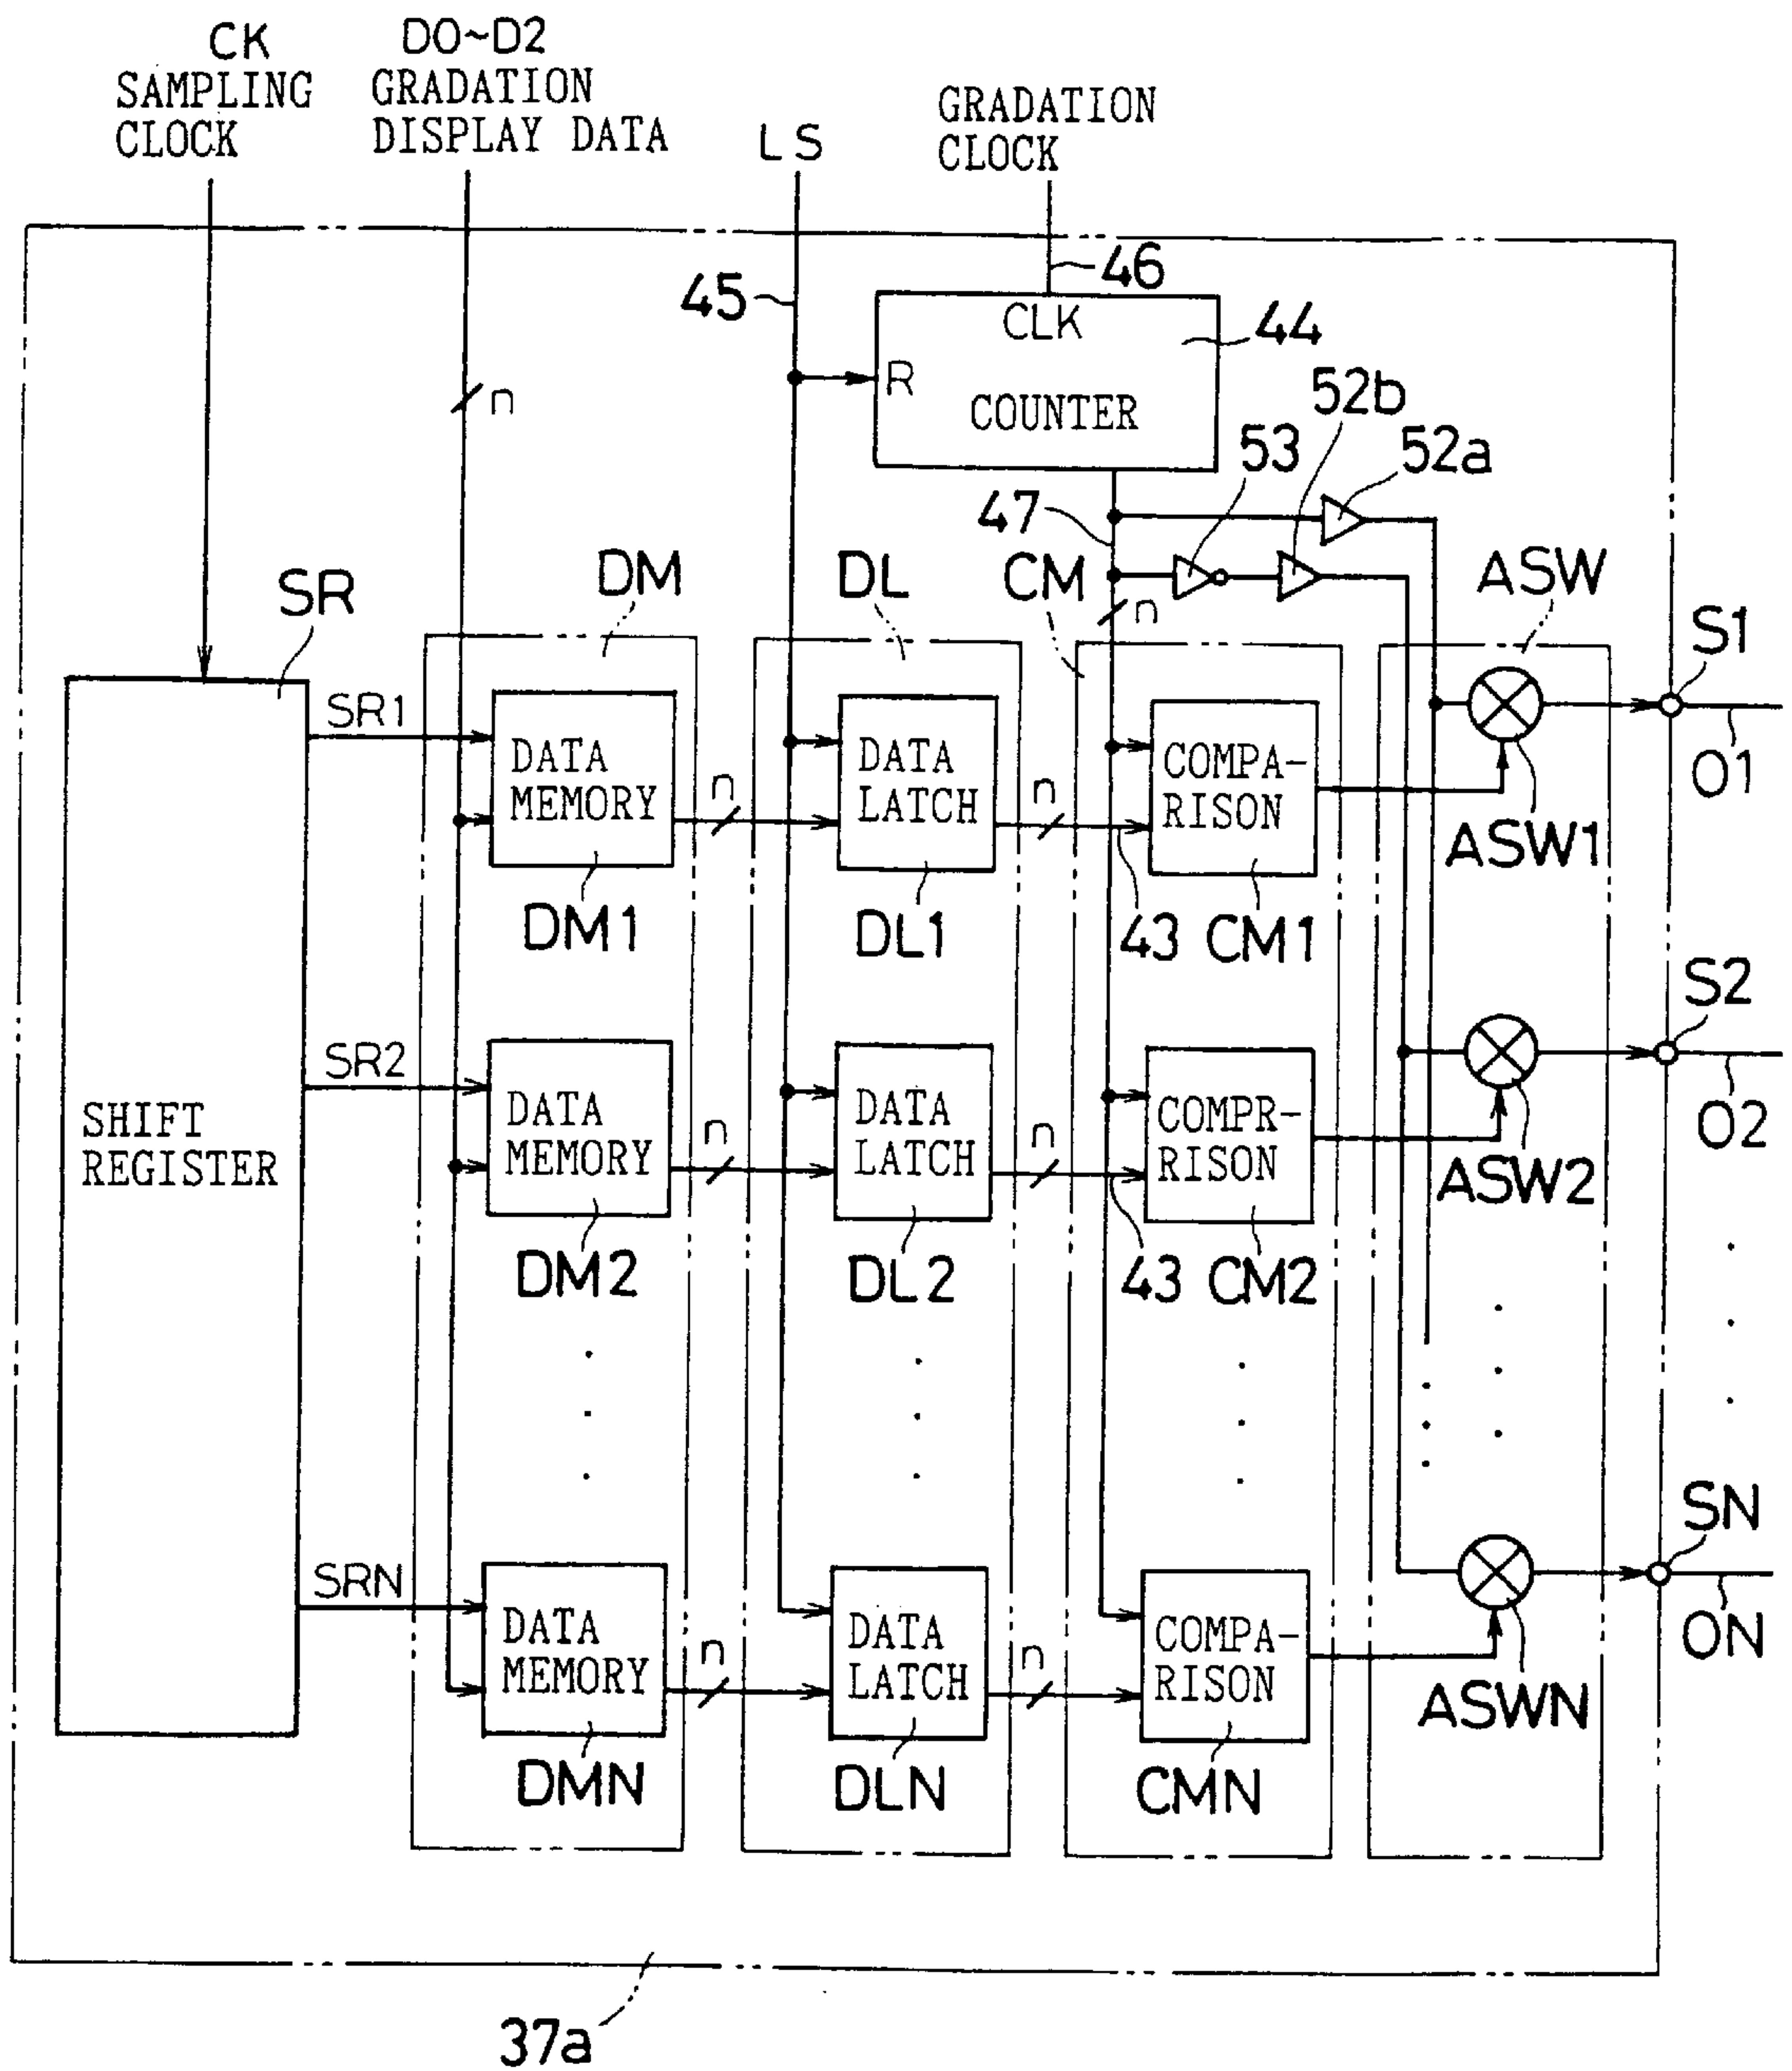 CK
SAMPLING
CLOCK
D0~D2
GRADATION
DISPLAY DATA
LS
GRADATION
CLOCK
46
45
CLK
44
R
COUNTER
n
52b
53
52a
47
SR
DM
DL
CM
n
ASW
S1
SR1
DATA
MEMORY
n
DATA
LATCH
n
COMPA-
RISON
O1
ASW1
DM1
DL1
43
CM1
S2
SR2
SHIFT
REGISTER
DATA
MEMORY
n
DATA
LATCH
n
COMPR-
RISON
O2
ASW2
DM2
DL2
43
CM2
SN
SRN
DATA
MEMORY
n
DATA
LATCH
n
COMPA-
RISON
ON
ASWN
DMN
DLN
CMN
37a